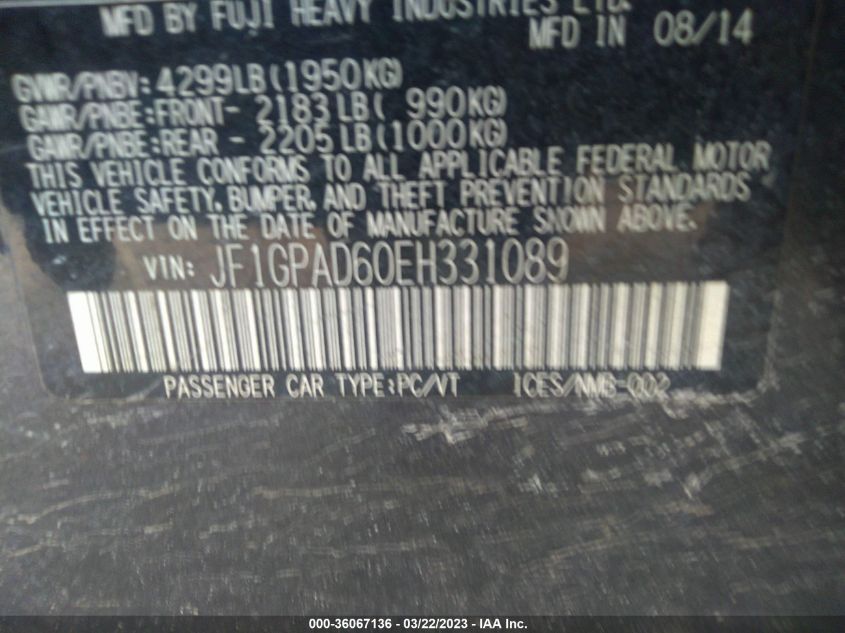 MFD BY FUJI HEAVY INDUSTRIES LTD.
MFD IN 08/14
GVWR/PNBV: 4299LB(1950KG)
GAWR/PNBE:FRONT- 2183LB( 990KG)
GAWR/PNBE:REAR - 2205LB(1000KG)
THIS VEHICLE CONFORMS TO ALL APPLICABLE FEDERAL MOTOR
VEHICLE SAFETY, BUMPER, AND THEFT PREVENTION STANDARDS
IN EFFECT ON THE DATE OF MANUFACTURE SHOWN ABOVE.
VIN: JF1GPAD60EH331089
PASSENGER CAR TYPE:PC/VT ICES/NMB-002
000-36067136 - 03/22/2023 - IAA Inc.